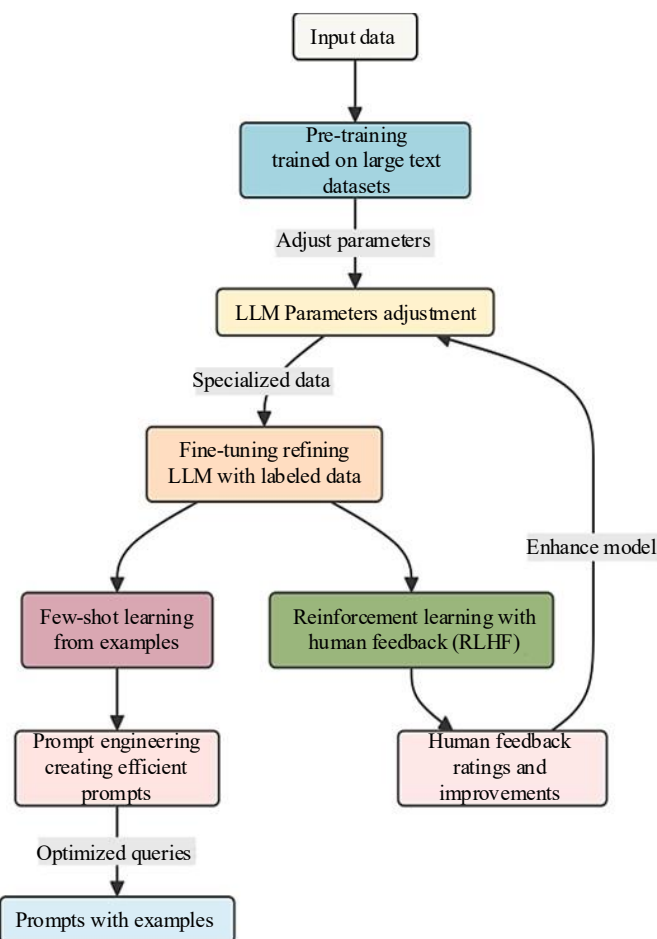 Input data
Pre-training
trained on large text
datasets
Adjust parameters
LLM Parameters adjustment
Specialized data
Fine-tuning refining
LLM with labeled data
Enhance model
Few-shot learning
from examples
Reinforcement learning with
human feedback (RLHF)
Prompt engineering
creating efficient
prompts
Human feedback
ratings and
improvements
Optimized queries
Prompts with examples